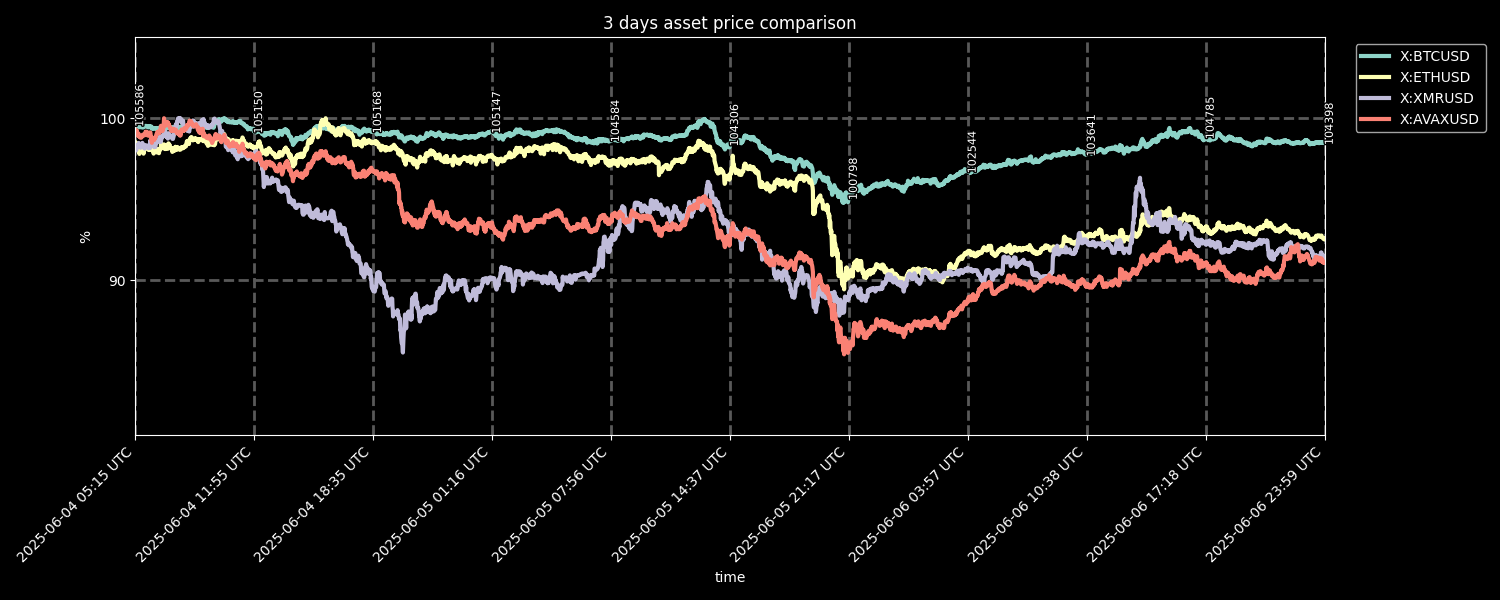 3 days asset price comparison
X:BTCUSD
X:ETHUSD
X:XMRUSD
X:AVAXUSD
100
90
%
105586
105150
105168
105147
104584
104306
100798
102544
103641
104785
104398
2025-06-04 05:15 UTC
2025-06-04 11:55 UTC
2025-06-04 18:35 UTC
2025-06-05 01:16 UTC
2025-06-05 07:56 UTC
2025-06-05 14:37 UTC
2025-06-05 21:17 UTC
2025-06-06 03:57 UTC
2025-06-06 10:38 UTC
2025-06-06 17:18 UTC
2025-06-06 23:59 UTC
time